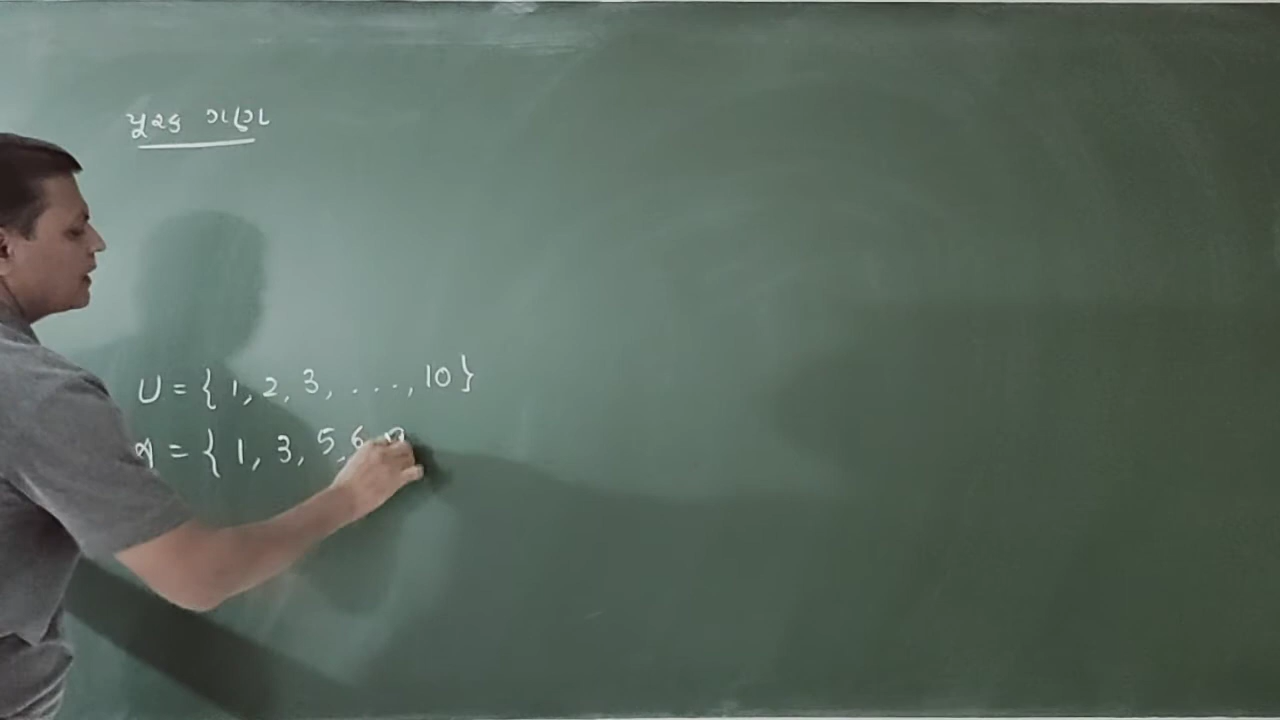 પૂરક ગણ
U = { 1, 2, 3, ...., 10 }
= { 1, 3, 5, 6,